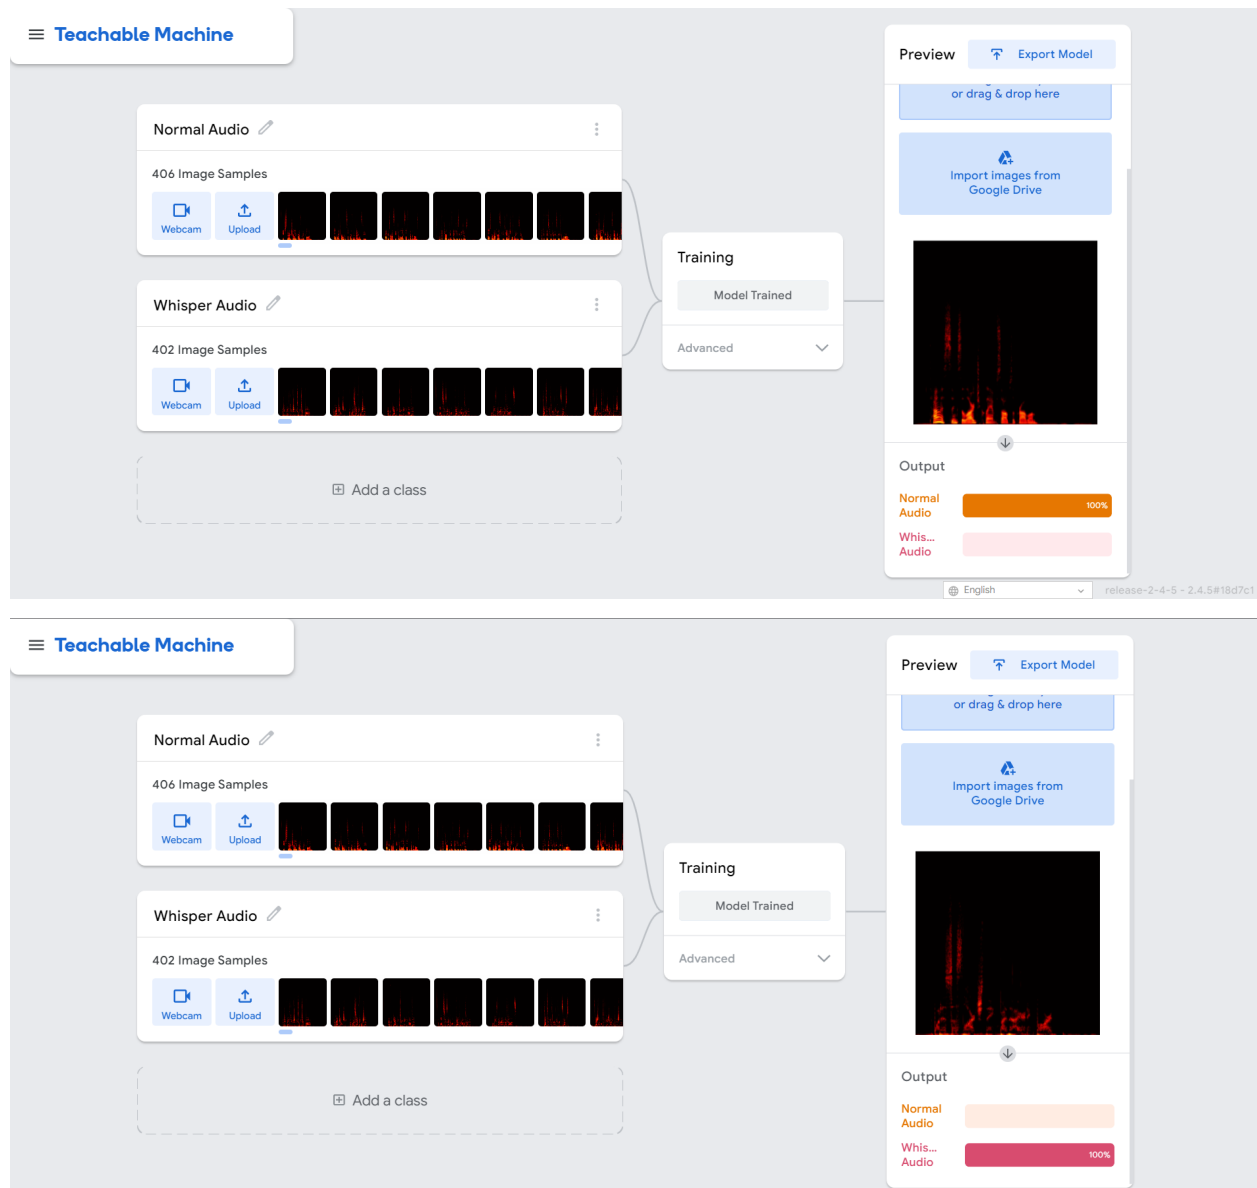 Teachable Machine
Preview
Export Model
or drag & drop here
Import images from
Google Drive
Normal Audio
406 Image Samples
Webcam
Upload
Whisper Audio
402 Image Samples
Webcam
Upload
Add a class
Training
Model Trained
Advanced
Output
Normal
Audio
100%
Whis...
Audio
English
release-2-4-5 - 2.4.5#18d7c1
Teachable Machine
Preview
Export Model
or drag & drop here
Import images from
Google Drive
Normal Audio
406 Image Samples
Webcam
Upload
Whisper Audio
402 Image Samples
Webcam
Upload
Add a class
Training
Model Trained
Advanced
Output
Normal
Audio
Whis...
Audio
100%